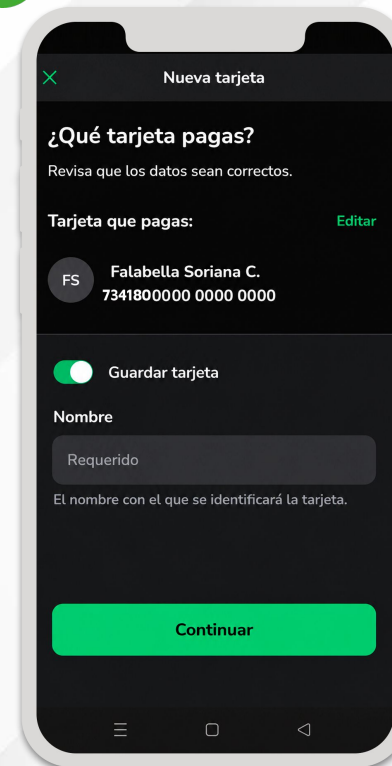 Nueva tarjeta
¿Qué tarjeta pagas?
Revisa que los datos sean correctos.
Tarjeta que pagas:
Editar
FS
Falabella Soriana C.
7341800000 0000 0000
Guardar tarjeta
Nombre
Requerido
El nombre con el que se identificará la tarjeta.
Continuar